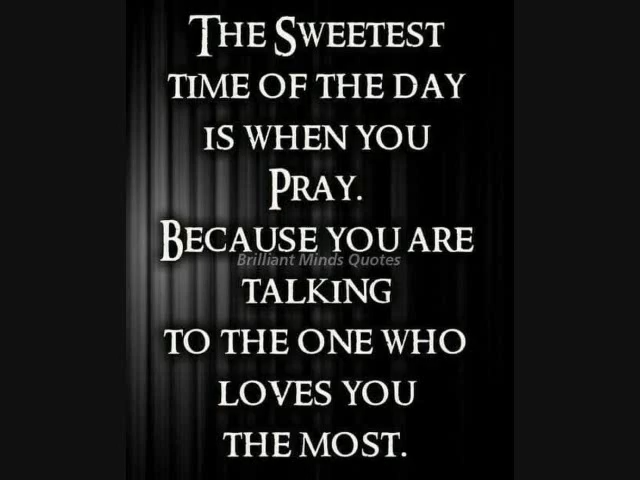 The Sweetest
time of the day
is when you
Pray.
Because you are
Brilliant Minds Quotes
talking
to the one who
loves you
the most.